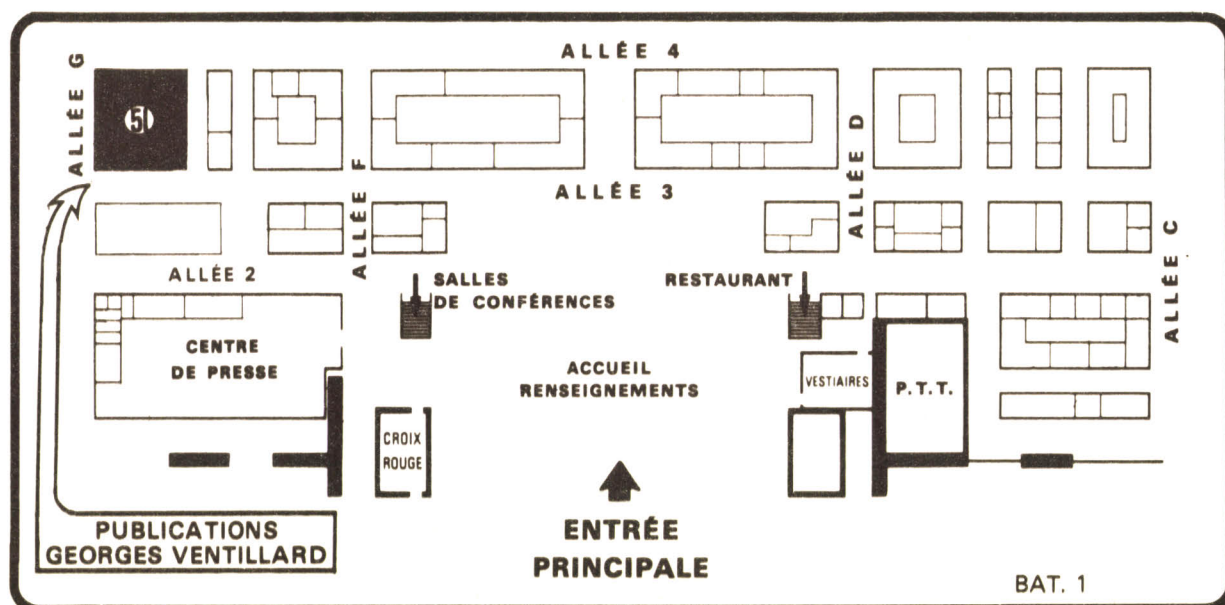 ALLÉE 4
ALLÉE G
51
ALLÉE F
ALLÉE D
ALLÉE 3
ALLÉE C
ALLÉE 2
SALLES
DE CONFÉRENCES
RESTAURANT
CENTRE
DE PRESSE
ACCUEIL
RENSEIGNEMENTS
VESTIAIRES
P.T.T.
CROIX
ROUGE
PUBLICATIONS
GEORGES VENTILLARD
ENTRÉE
PRINCIPALE
BAT. 1